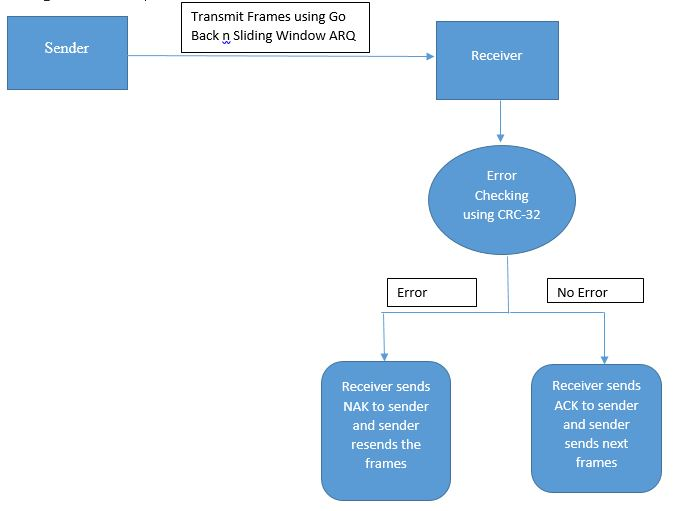 Transmit Frames using Go
Back n Sliding Window ARQ
Sender
Receiver
Error
Checking
using CRC-32
Error
No Error
Receiver sends
NAK to sender
and sender
resends the
frames
Receiver sends
ACK to sender
and sender
sends next
frames